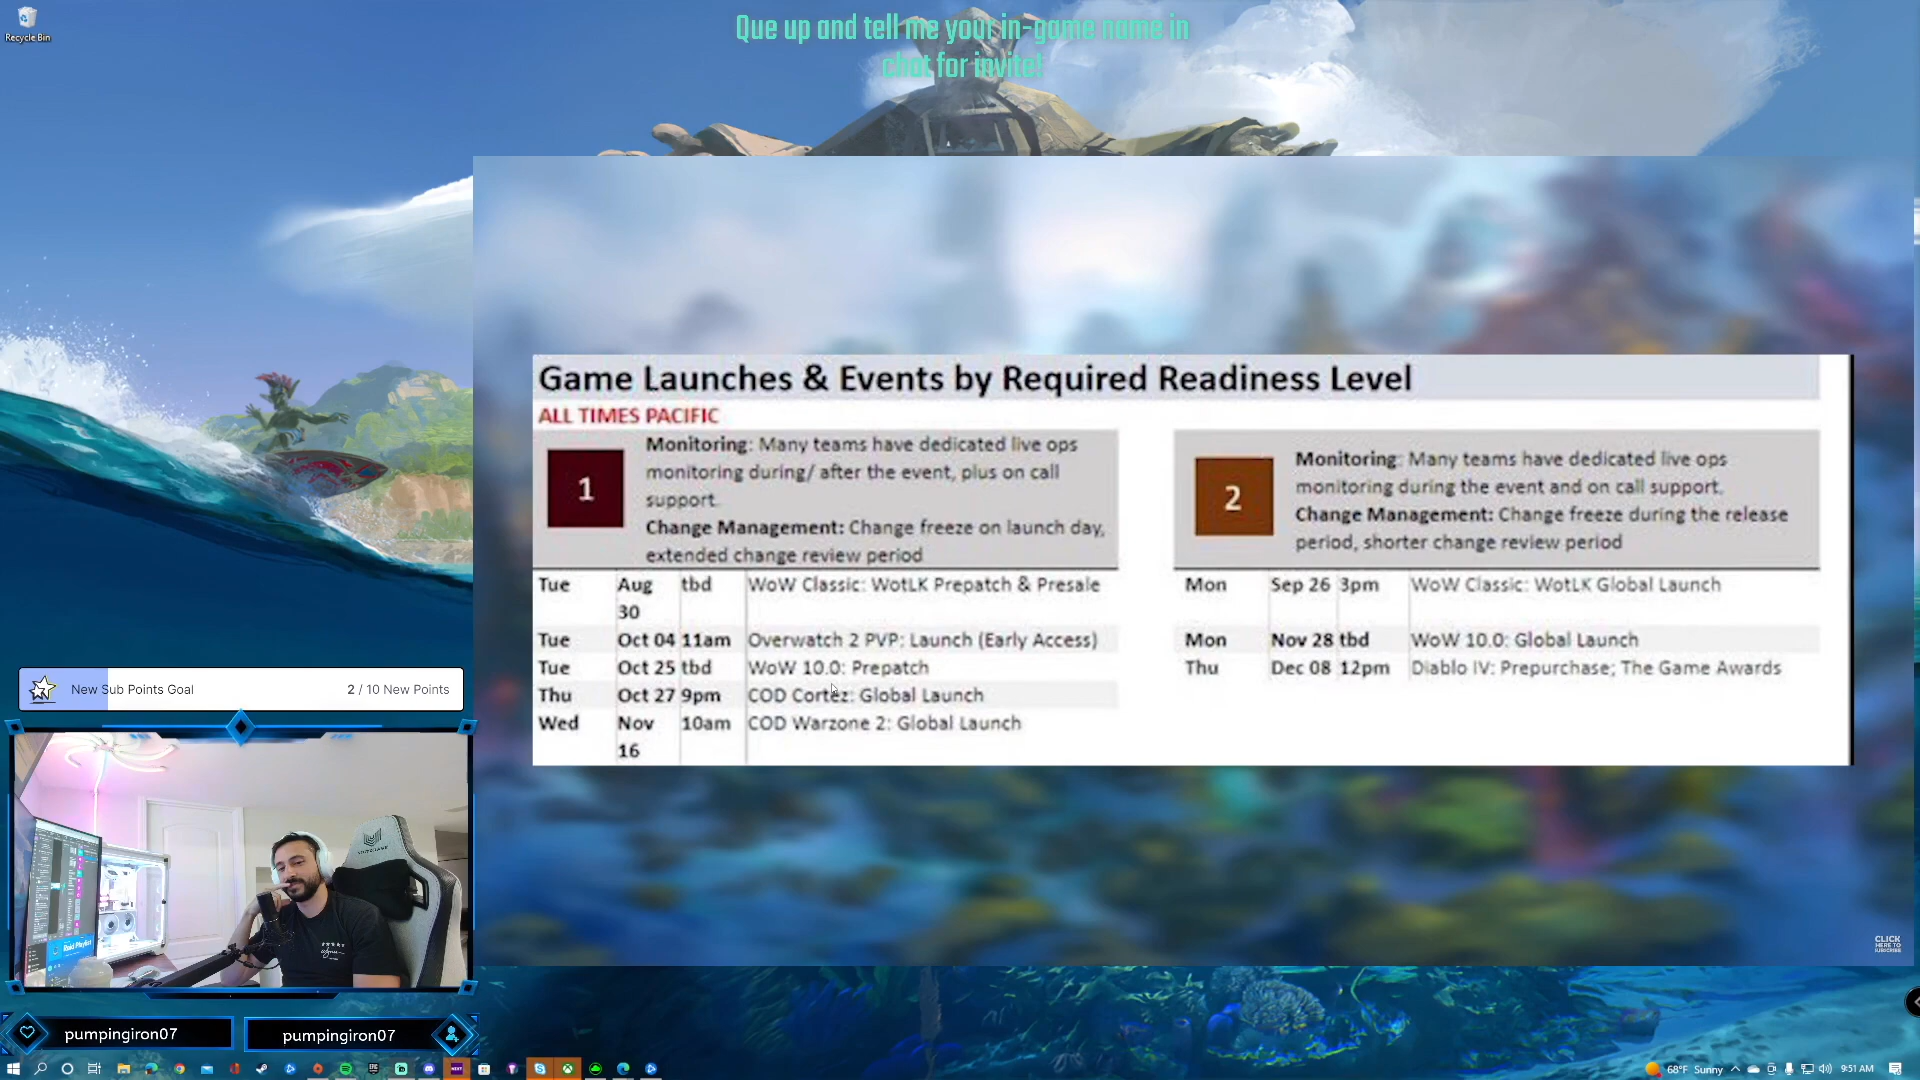 Recycle Bin
Que up and tell me your in-game name in
chat for invite!
Game Launches & Events by Required Readiness Level
ALL TIMES PACIFIC
1
Monitoring: Many teams have dedicated live ops
monitoring during/ after the event, plus on call
support.
Change Management: Change freeze on launch day,
extended change review period
Tue Aug 30 tbd WoW Classic: WotLK Prepatch & Presale
Tue Oct 04 11am Overwatch 2 PVP: Launch (Early Access)
Tue Oct 25 tbd WoW 10.0: Prepatch
Thu Oct 27 9pm COD Cortez: Global Launch
Wed Nov 16 10am COD Warzone 2: Global Launch
2
Monitoring: Many teams have dedicated live ops
monitoring during the event and on call support.
Change Management: Change freeze during the release
period, shorter change review period
Mon Sep 26 3pm WoW Classic: WotLK Global Launch
Mon Nov 28 tbd WoW 10.0: Global Launch
Thu Dec 08 12pm Diablo IV: Prepurchase; The Game Awards
New Sub Points Goal 2 / 10 New Points
CLICK
HERE TO
SUBSCRIBE
pumpingiron07
pumpingiron07
68°F Sunny
9:51 AM